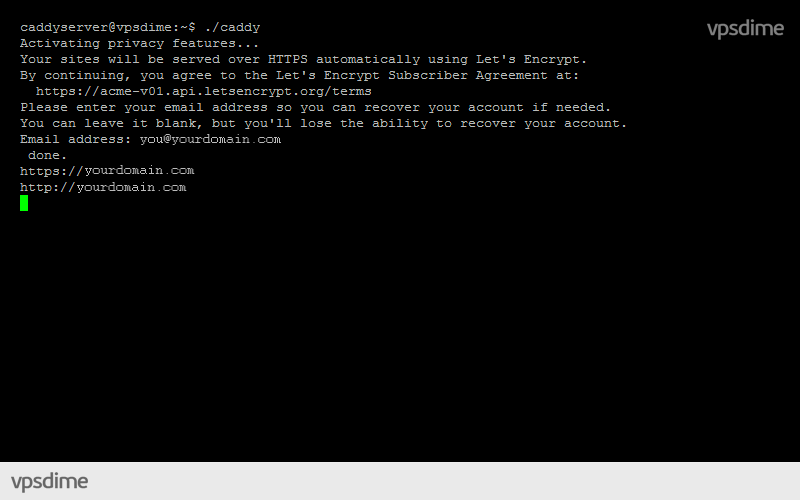 caddyserver@vpsdime:~$ ./caddy
vpsdime
Activating privacy features...
Your sites will be served over HTTPS automatically using Let's Encrypt.
By continuing, you agree to the Let's Encrypt Subscriber Agreement at:
  https://acme-v01.api.letsencrypt.org/terms
Please enter your email address so you can recover your account if needed.
You can leave it blank, but you'll lose the ability to recover your account.
Email address: you@yourdomain.com
 done.
https://yourdomain.com
http://yourdomain.com
vpsdime